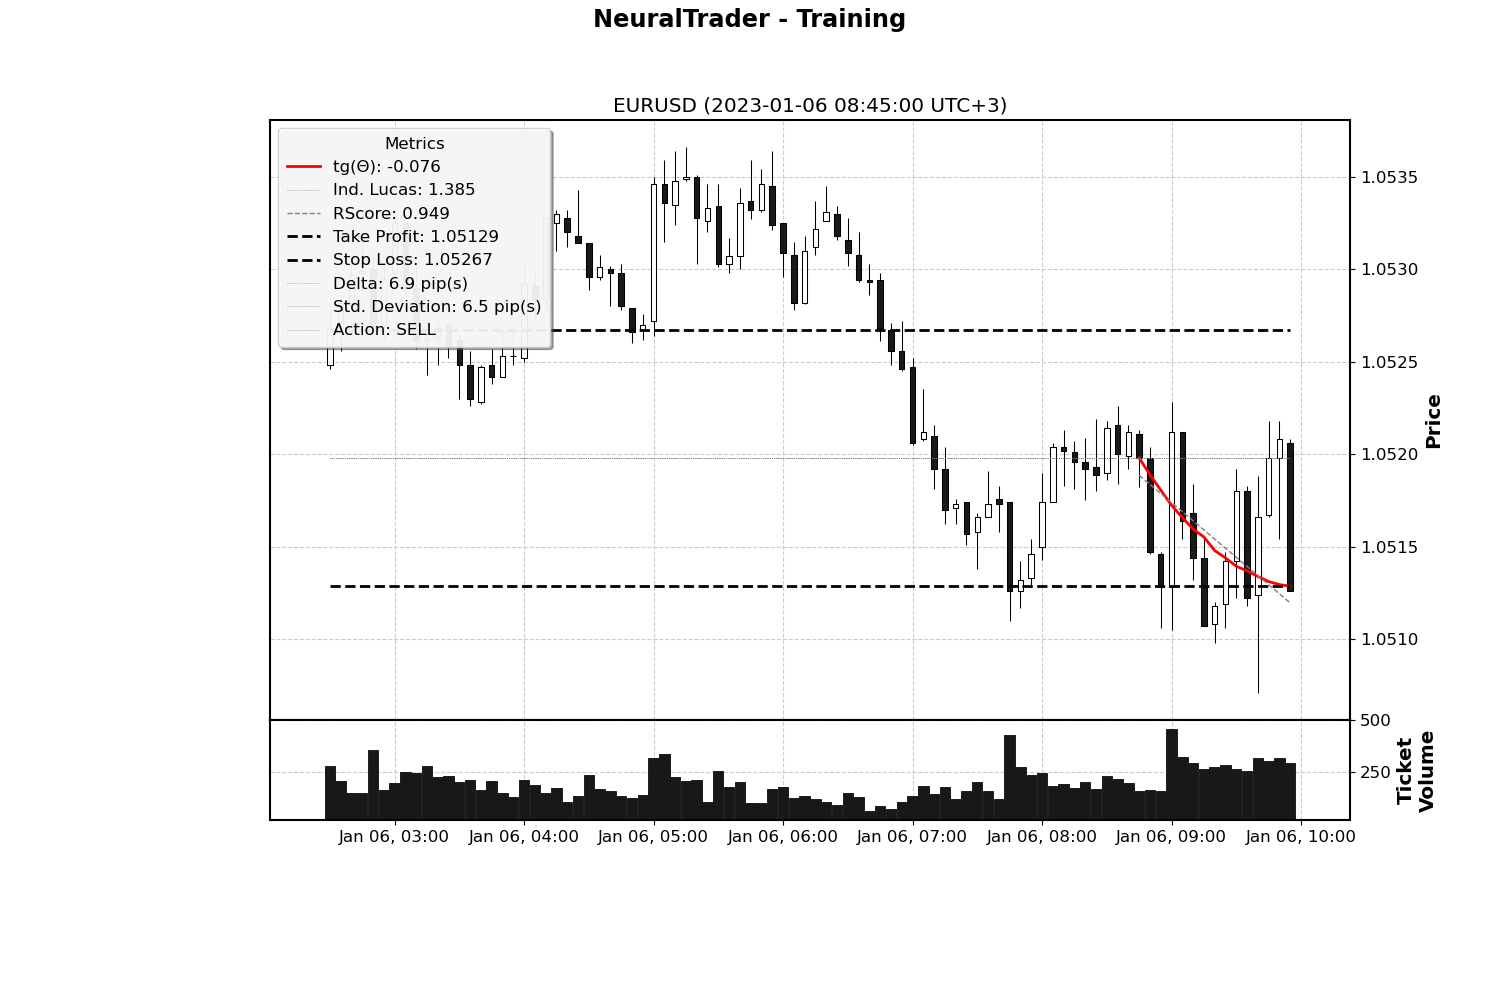 NeuralTrader - Training
EURUSD (2023-01-06 08:45:00 UTC+3)
Metrics
tg(Θ): -0.076
Ind. Lucas: 1.385
RScore: 0.949
Take Profit: 1.05129
Stop Loss: 1.05267
Delta: 6.9 pip(s)
Std. Deviation: 6.5 pip(s)
Action: SELL
1.0535
1.0530
1.0525
1.0520
1.0515
1.0510
Price
500
250
Ticket
Volume
Jan 06, 03:00
Jan 06, 04:00
Jan 06, 05:00
Jan 06, 06:00
Jan 06, 07:00
Jan 06, 08:00
Jan 06, 09:00
Jan 06, 10:00